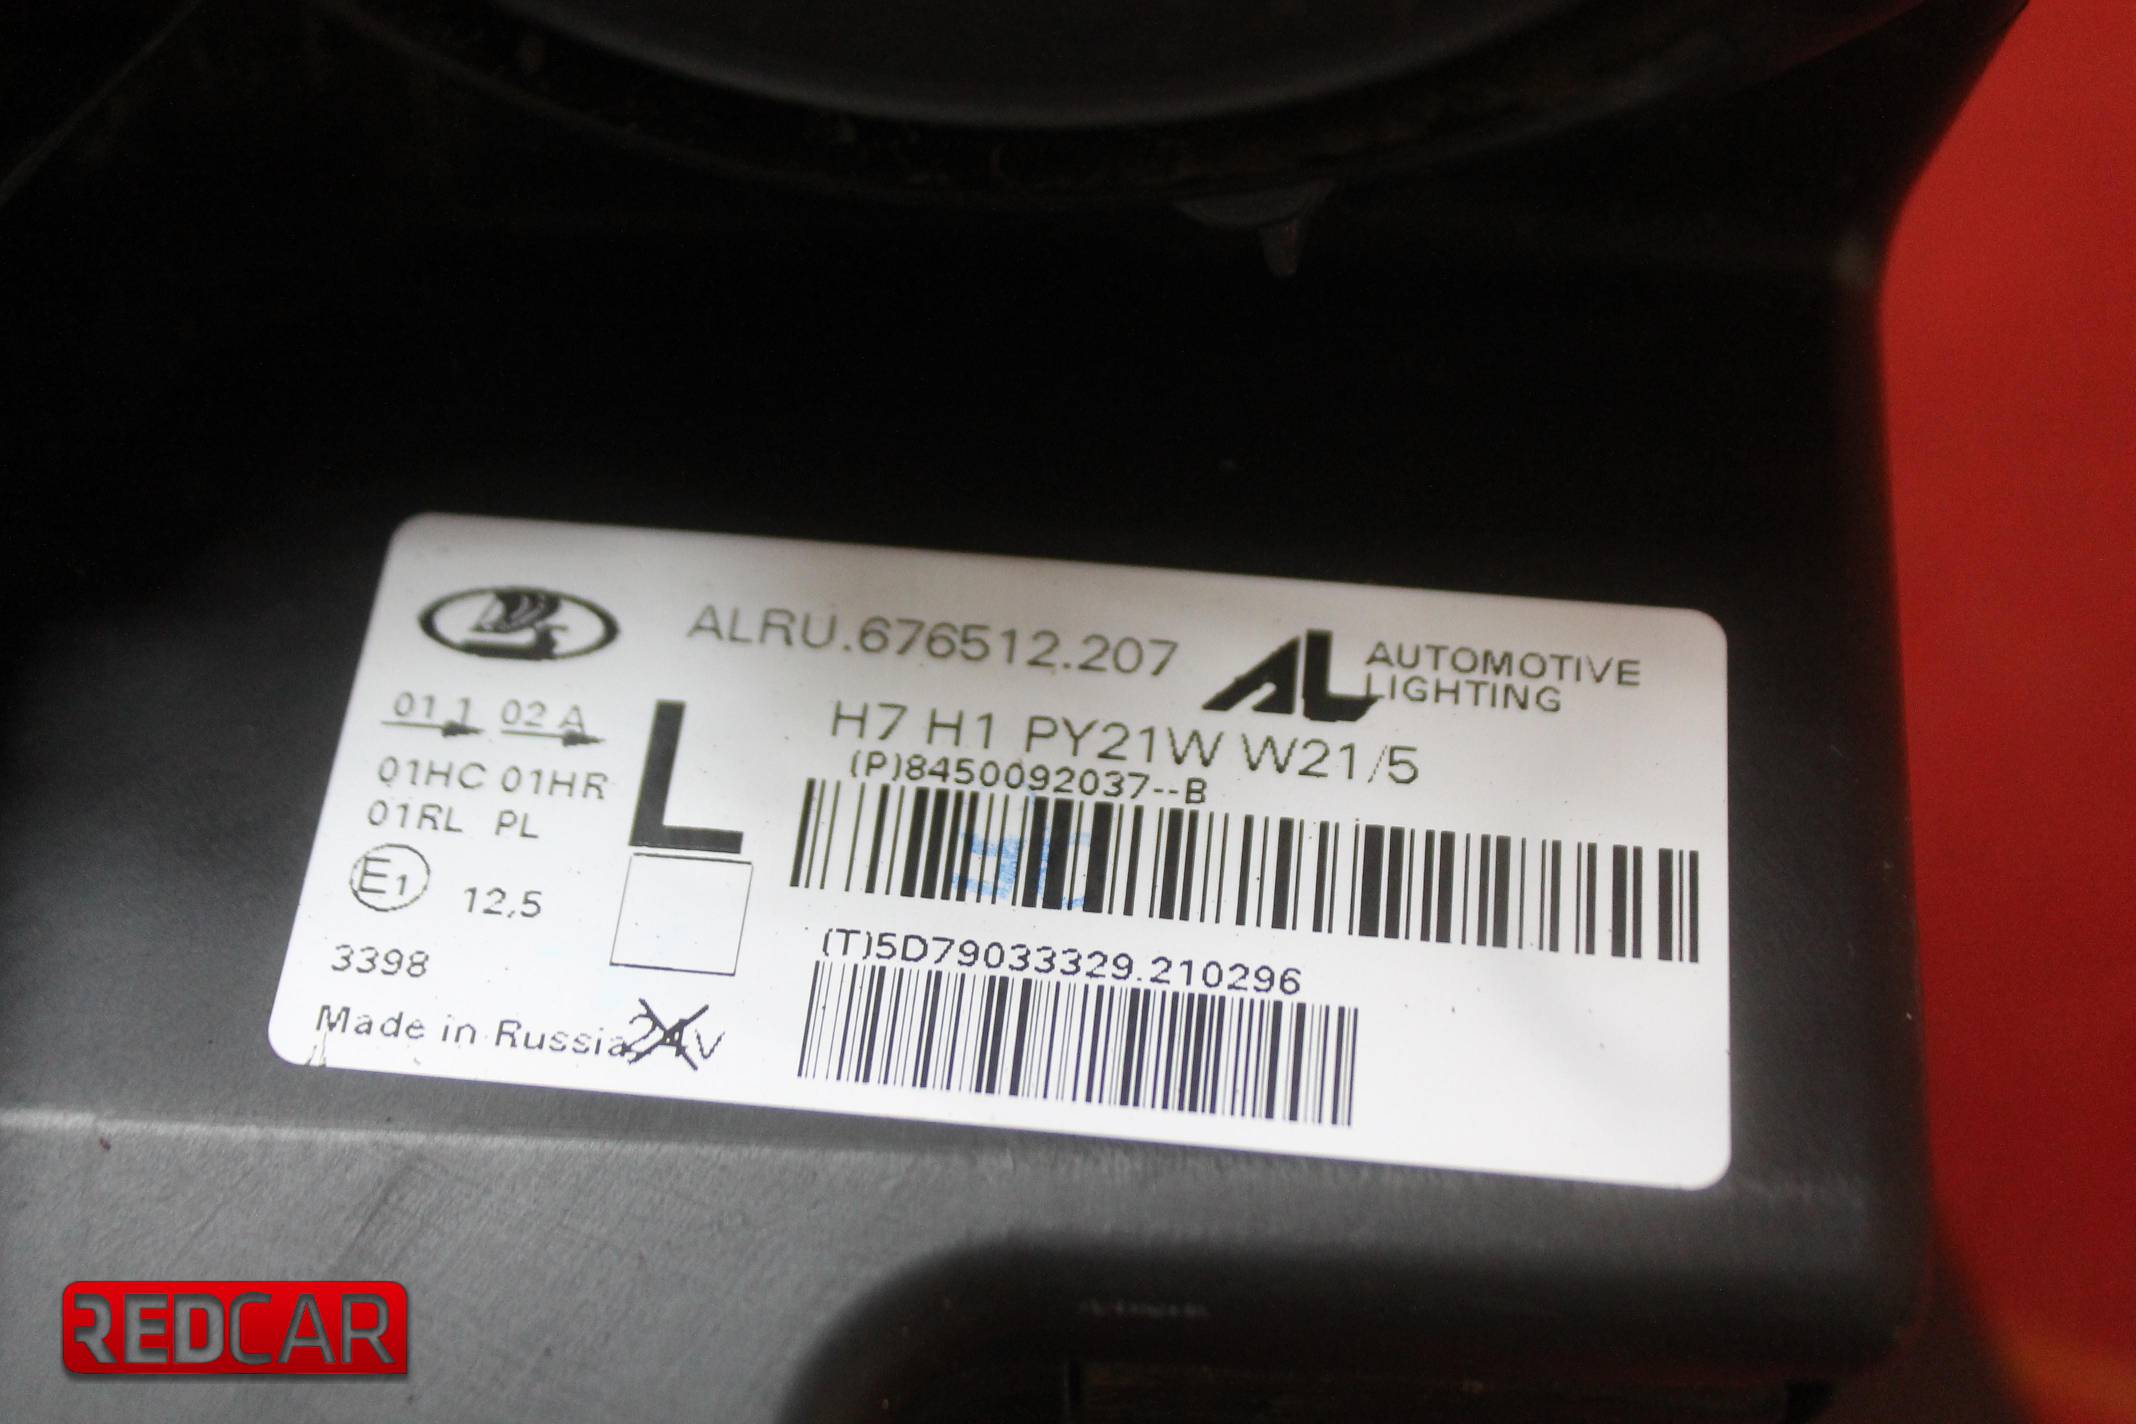 ALRU.676512.207
AL AUTOMOTIVE LIGHTING
01 1 02 A
L
H7 H1 PY21W W21/5
01HC 01HR
01RL PL
(P)8450092037--B
E1 12,5
(T)5D79033329.210296
3398
Made in Russia 24V
REDCAR